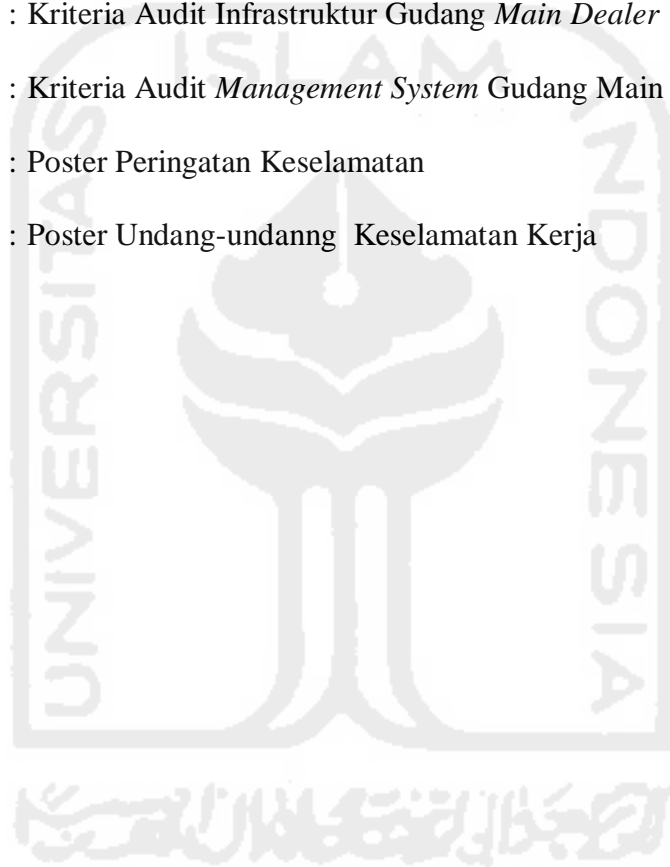 : Kriteria Audit Infrastruktur Gudang Main Dealer
: Kriteria Audit Management System Gudang Main
: Poster Peringatan Keselamatan
: Poster Undang-undanng Keselamatan Kerja
ISLAM
UNIVERSITAS
INDONESIA